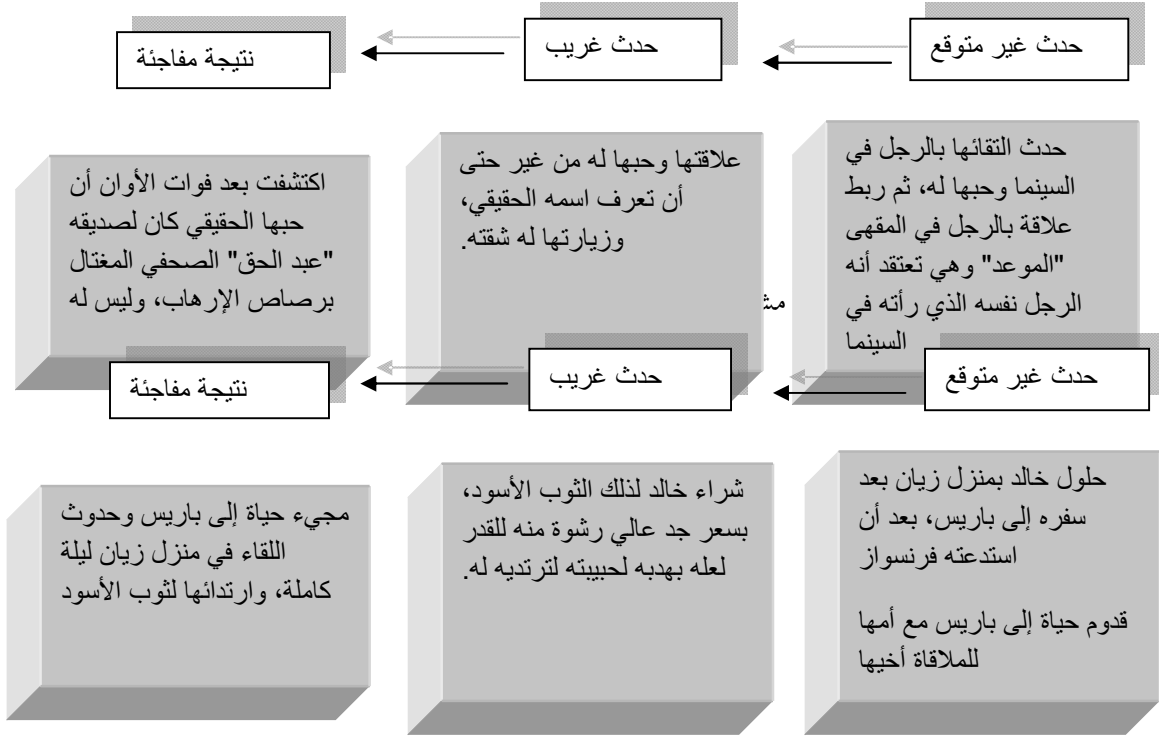 حدث غير متوقع
حدث غريب
نتيجة مفاجئة
حدث التقائها بالرجل في
السينما وحبها له، ثم ربط
علاقة بالرجل في المقهى
"الموعد" وهي تعتقد أنه
الرجل نفسه الذي رأته في
السينما
علاقتها وحبها له من غير حتى
أن تعرف اسمه الحقيقي،
وزيارتها له شقته.
اكتشفت بعد فوات الأوان أن
حبها الحقيقي كان لصديقه
"عبد الحق" الصحفي المغتال
برصاص الإرهاب، وليس له
حدث غير متوقع
حدث غريب
نتيجة مفاجئة
حلول خالد بمنزل زيان بعد
سفره إلى باريس، بعد أن
استدعته فرنسواز
قدوم حياة إلى باريس مع أمها
للملاقاة أخيها
شراء خالد لذلك الثوب الأسود،
بسعر جد عالي رشوة منه للقدر
لعله بهدبه لحبيبته لترتديه له.
مجيء حياة إلى باريس وحدوث
اللقاء في منزل زيان ليلة
كاملة، وارتدائها لثوب الأسود